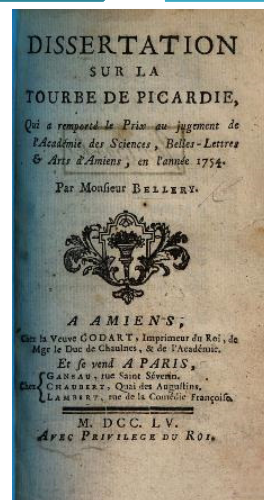 DISSERTATION
SUR LA
TOURBE DE PICARDIE,
Qui a remporté le Prix au jugement de
l'Académie des Sciences, Belles-Lettres
& Arts d'Amiens, en l'année 1754.
Par Monsieur BELLERY.
A AMIENS,
Chez la Veuve GODART, Imprimeur du Roi, de
Mgr le Duc de Chaulnes, & de l'Académie.
Et se vend A PARIS,
Chez { GANEAU, rue Saint Séverin.
CHAUBERT, Quai des Augustins.
LAMBERT, rue de la Comédie Françoise.
M. DCC. LV.
AVEC PRIVILEGE DU ROI.